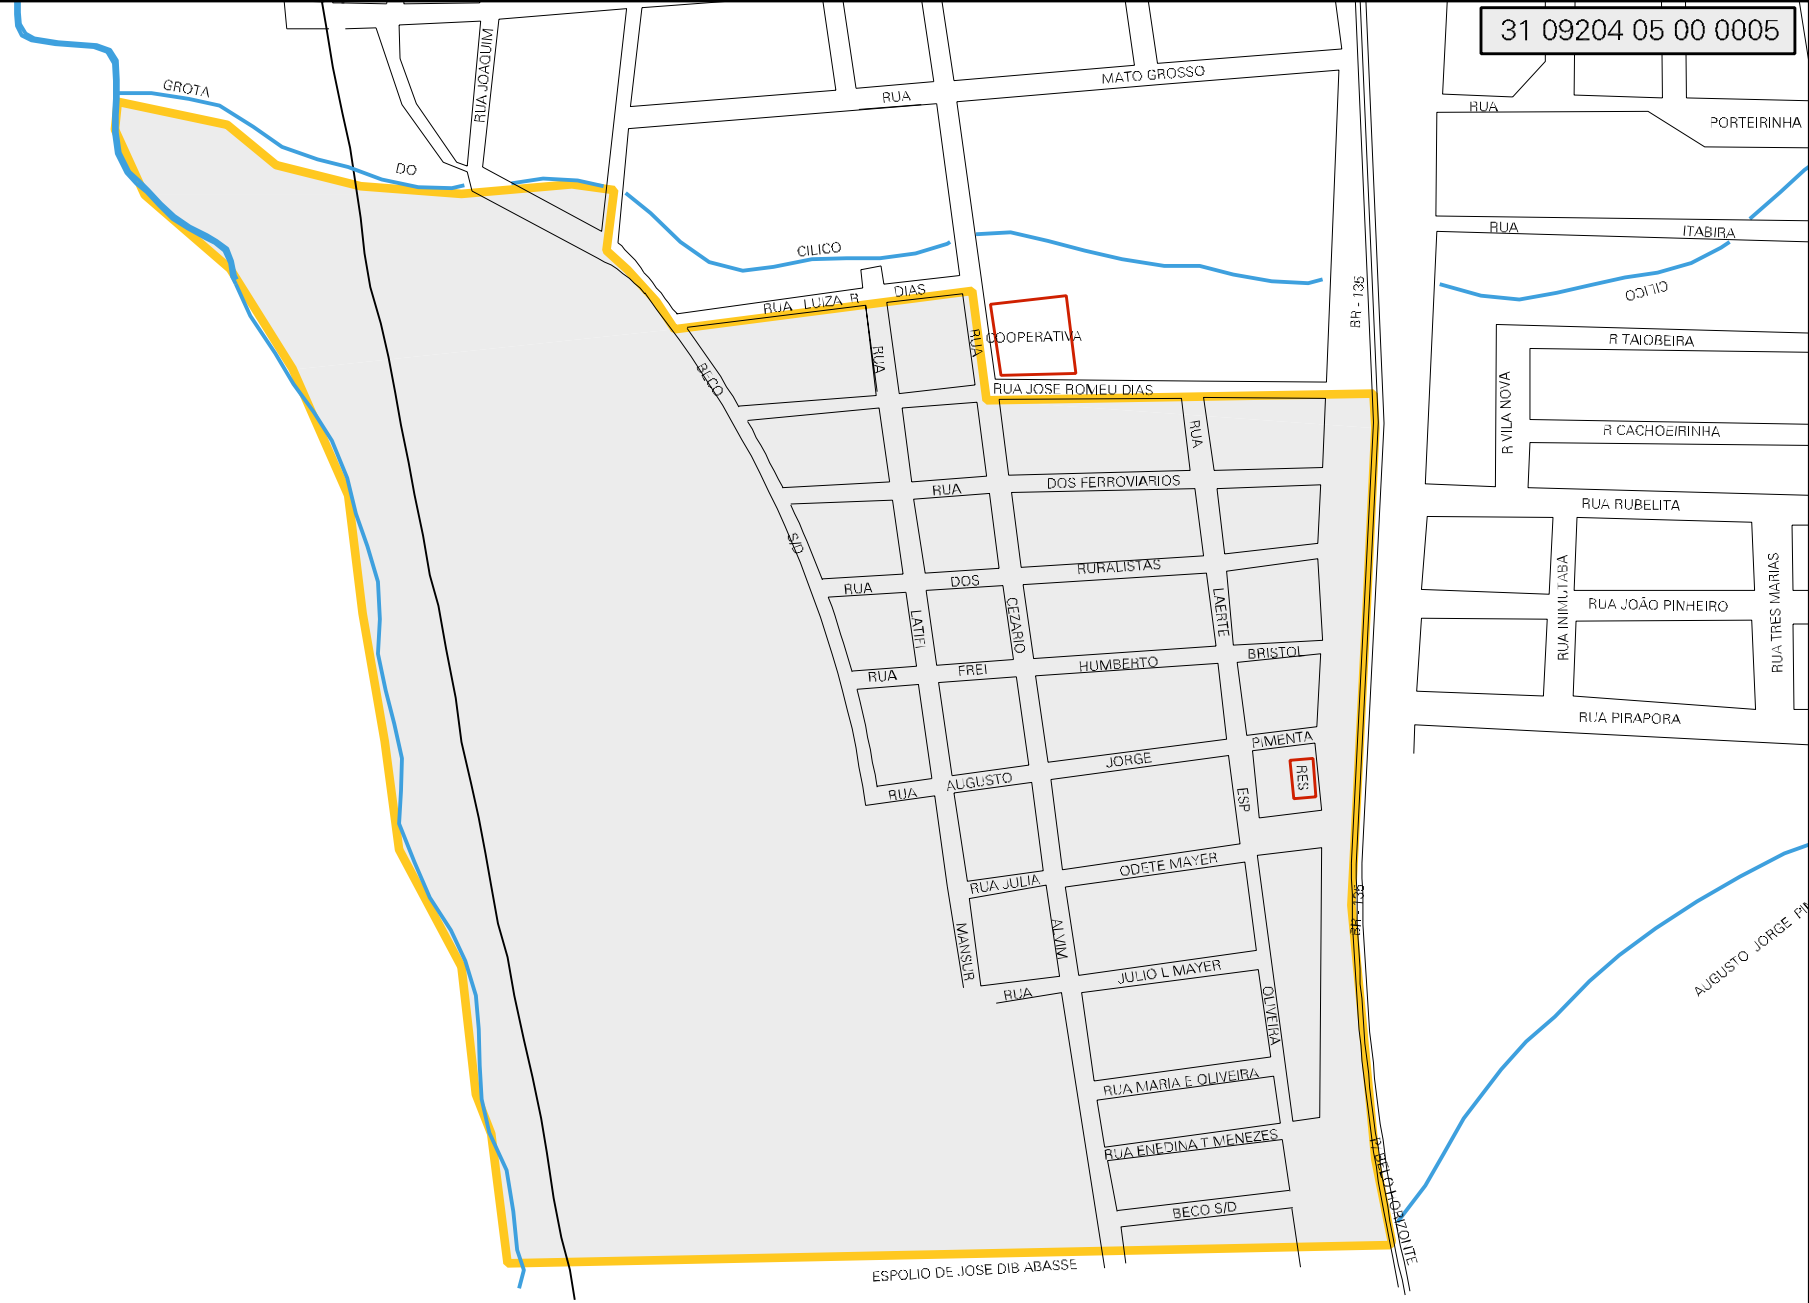 31 09204 05 00 0005
GROTA
DO
RUA JOAQUIM
RUA
MATO GROSSO
RUA
PORTEIRINHA
RUA
ITABIRA
CILICO
CILICO
BR - 135
RUA LUIZA R DIAS
COOPERATIVA
RUA
RUA
BECO
RUA JOSE ROMEU DIAS
R TAIOBEIRA
R VILA NOVA
R CACHOEIRINHA
RUA
RUA
DOS FERROVIARIOS
RUA RUBELITA
S/D
RUA
DOS
RURALISTAS
LATIFI
CEZARIO
LAERTE
RUA INIMUTABA
RUA JOÃO PINHEIRO
RUA TRES MARIAS
RUA
FREI
HUMBERTO
BRISTOL
RUA PIRAPORA
PIMENTA
RUA
AUGUSTO
JORGE
ESP
RES
RUA JULIA
ODETE MAYER
BR - 135
MANSUR
ALVIM
RUA
JULIO L MAYER
OLIVEIRA
AUGUSTO JORGE
RUA MARIA E OLIVEIRA
RUA ENEDINA T MENEZES
P/ BELO HORIZONTE
BECO S/D
ESPOLIO DE JOSE DIB ABASSE